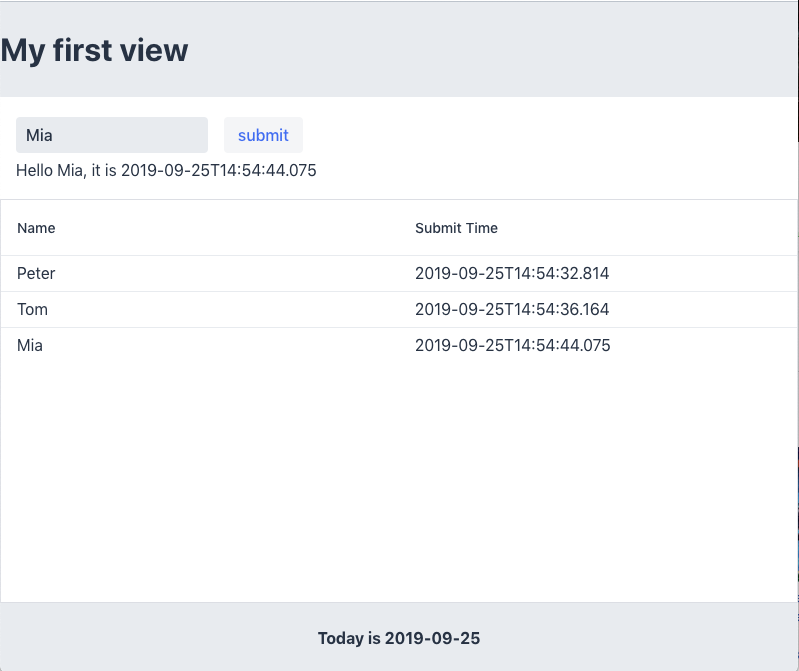 My first view
Mia submit
Hello Mia, it is 2019-09-25T14:54:44.075
Name Submit Time
Peter 2019-09-25T14:54:32.814
Tom 2019-09-25T14:54:36.164
Mia 2019-09-25T14:54:44.075
Today is 2019-09-25